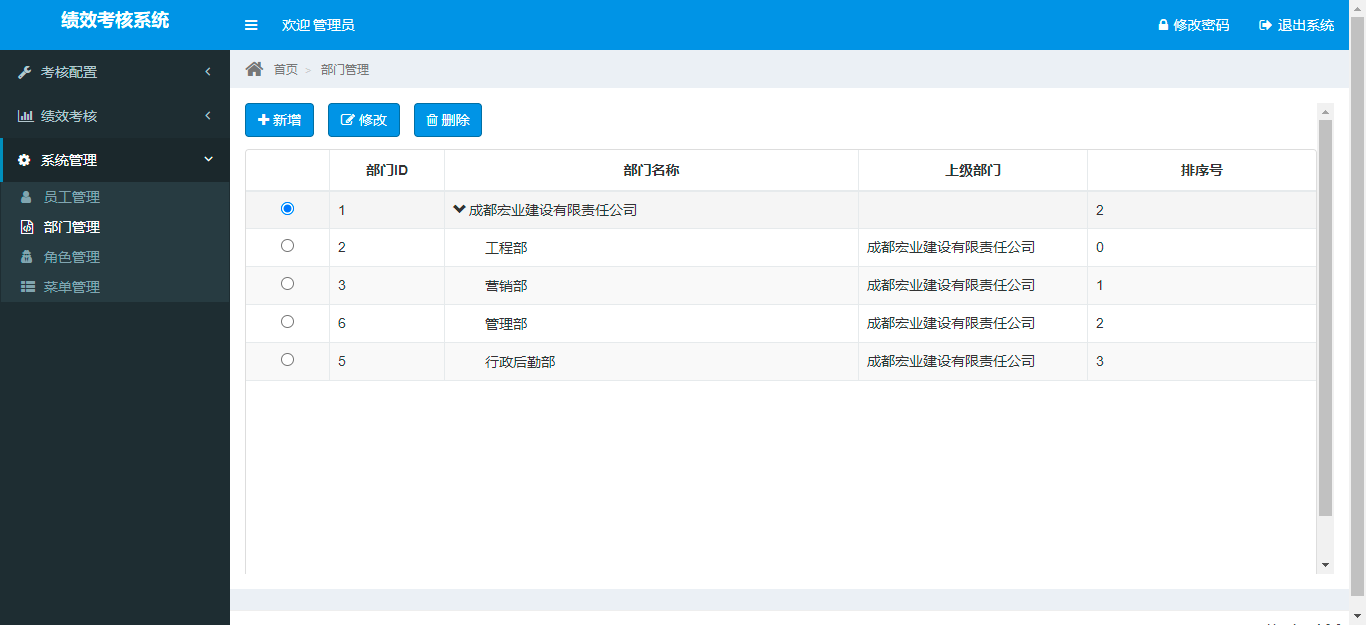 绩效考核系统
欢迎 管理员
修改密码
退出系统
考核配置
绩效考核
系统管理
员工管理
部门管理
角色管理
菜单管理
首页 > 部门管理
新增 修改 删除
部门ID 部门名称 上级部门 排序号
1 成都宏业建设有限责任公司 2
2 工程部 成都宏业建设有限责任公司 0
3 营销部 成都宏业建设有限责任公司 1
6 管理部 成都宏业建设有限责任公司 2
5 行政后勤部 成都宏业建设有限责任公司 3